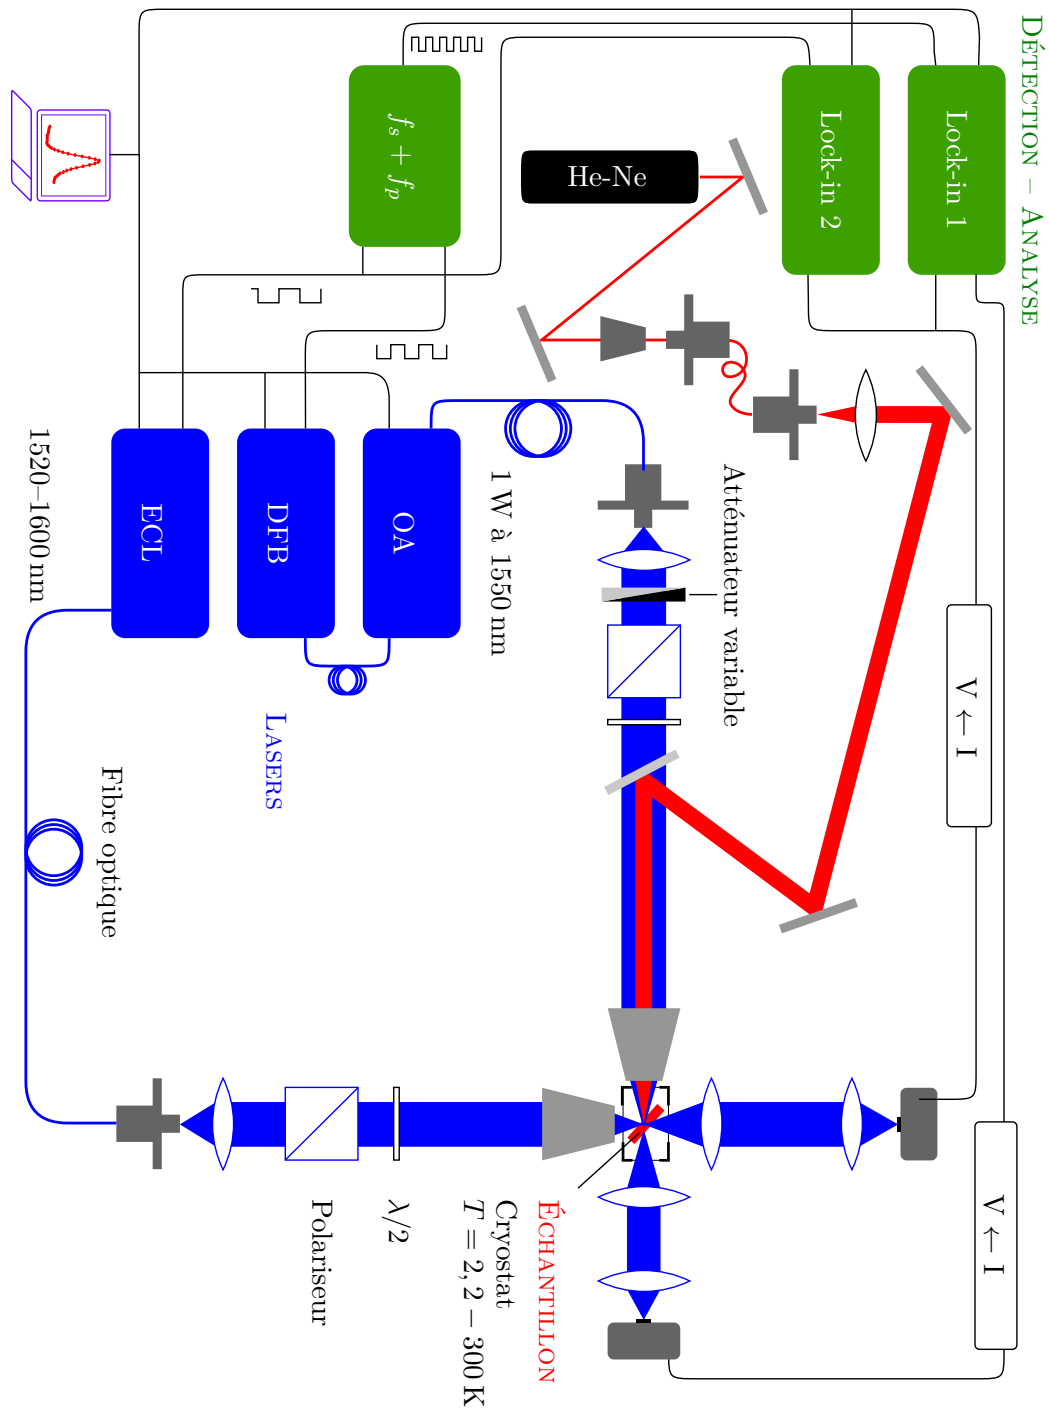 DÉTECTION – ANALYSE
Lock-in 1
Lock-in 2
f_s + f_p
He-Ne
V ← I
V ← I
Atténuateur variable
1 W à 1550 nm
OA
DFB
ECL
1520–1600 nm
LASERS
Fibre optique
ÉCHANTILLON
Cryostat
T = 2, 2 – 300 K
λ/2
Polariseur